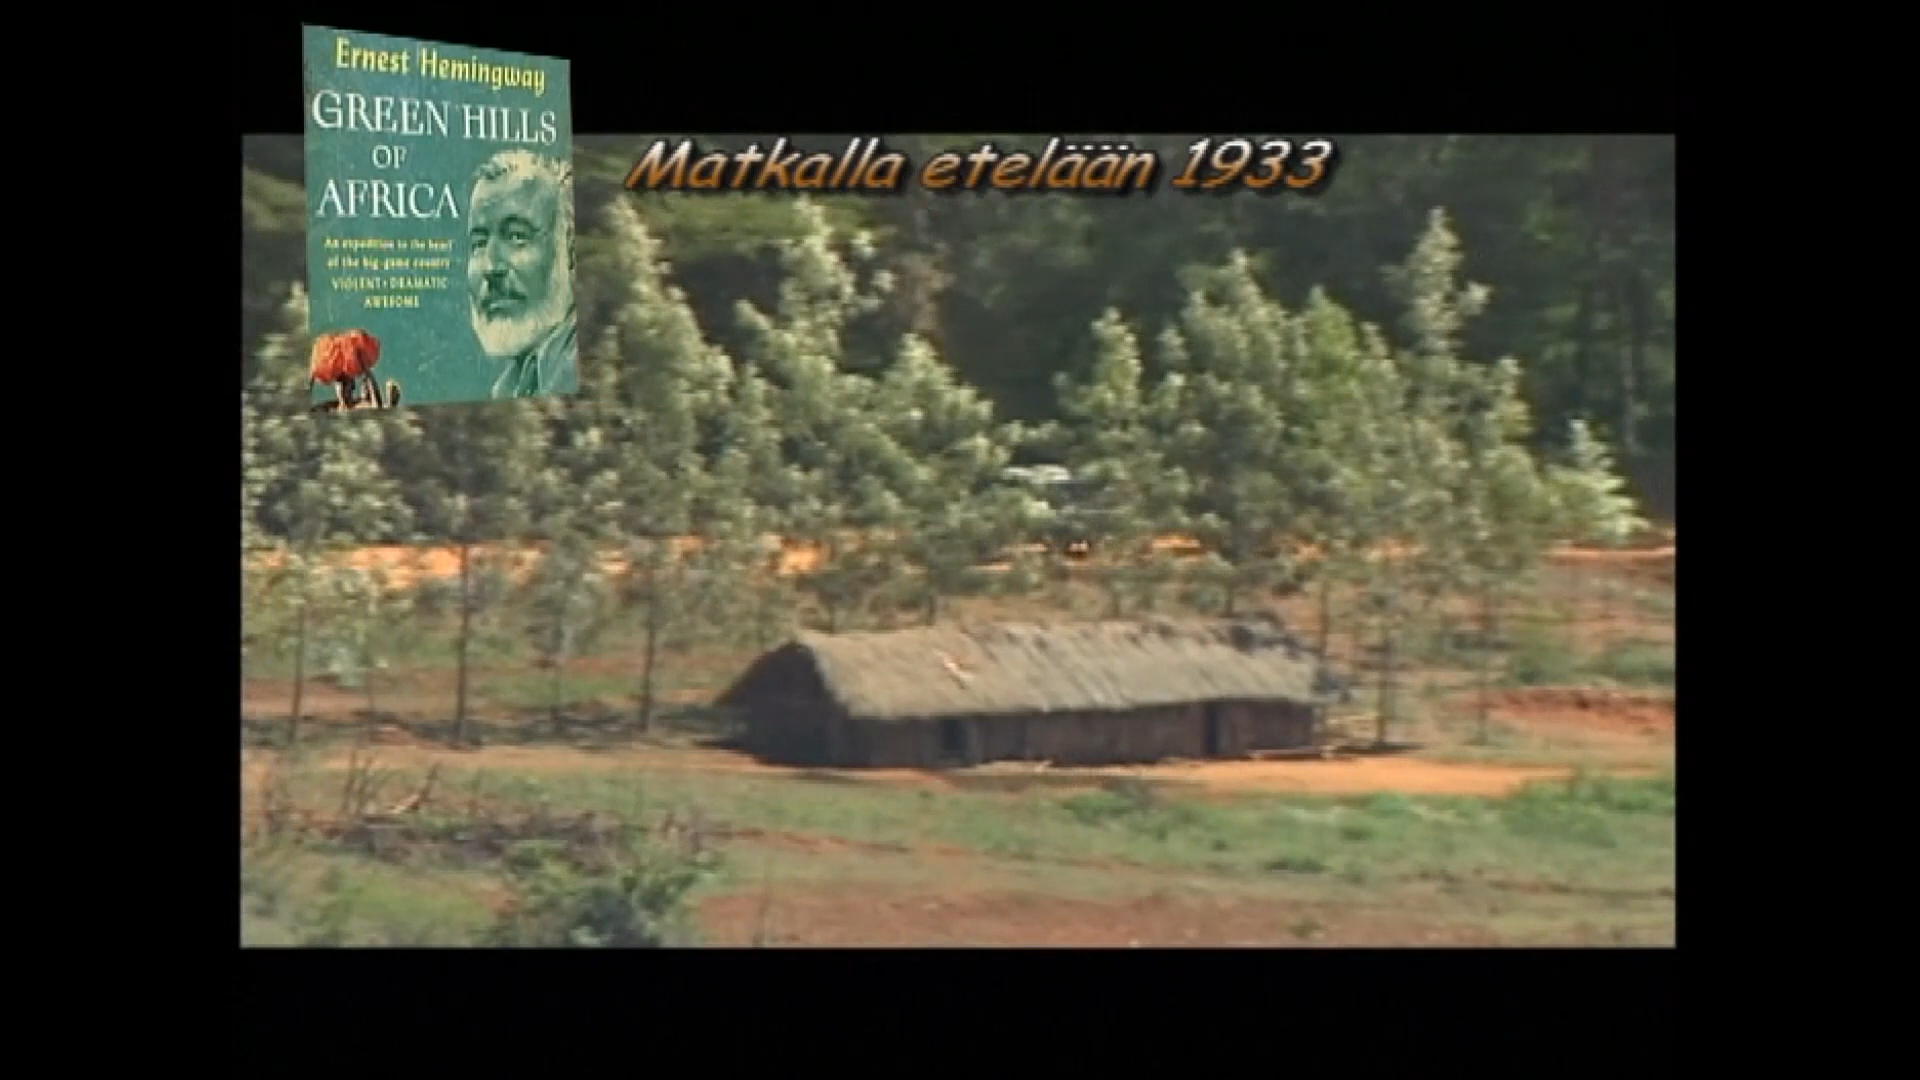 Ernest Hemingway
GREEN HILLS
OF
AFRICA
An expedition to the heart
of the big-game country
VIOLENT • DRAMATIC
AWESOME
Matkalla etelään 1933